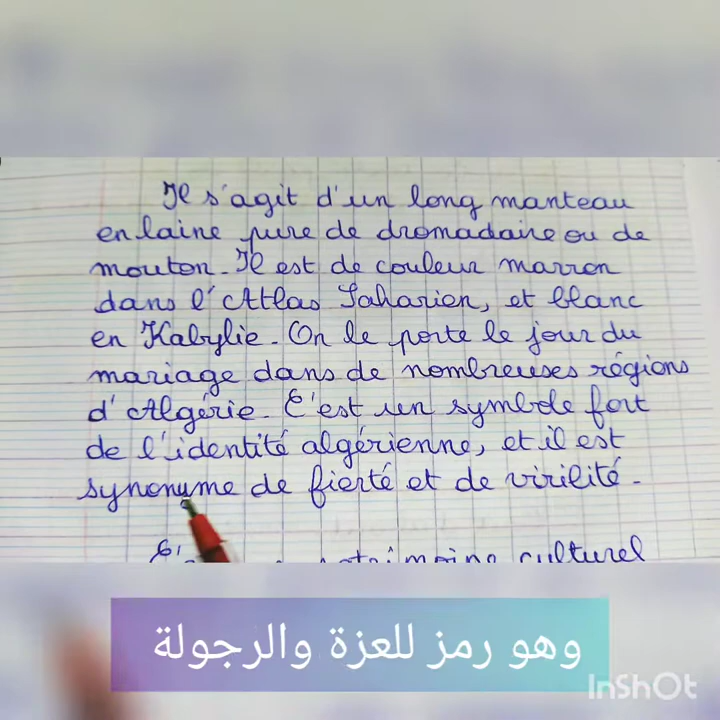 Il s'agit d'un long manteau
en laine pure de dromadaire ou de
mouton. Il est de couleur marron
dans l'Atlas Saharien, et blanc
en Kabylie. On le porte le jour du
mariage dans de nombreuses régions
d'Algérie. C'est un symbole fort
de l'identité algérienne, et il est
synonyme de fierté et de virilité.
culturel
وهو رمز للعزة والرجولة
InShOt